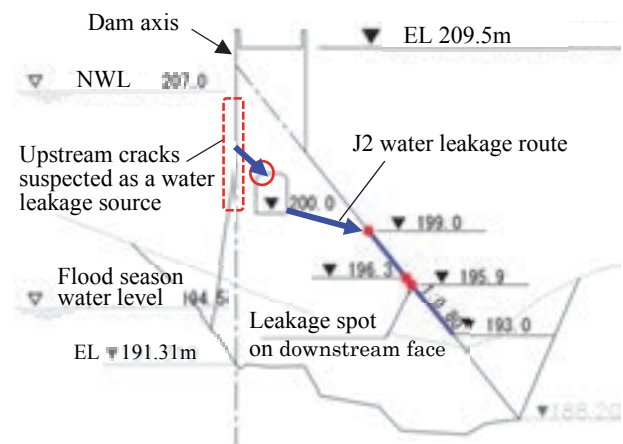 Dam axis
EL 209.5m
NWL 207.0
J2 water leakage route
Upstream cracks
suspected as a water
leakage source
200.0
199.0
196.3
195.9
Flood season
water level 194.5
193.0
Leakage spot
on downstream face
EL 191.31m
188.20